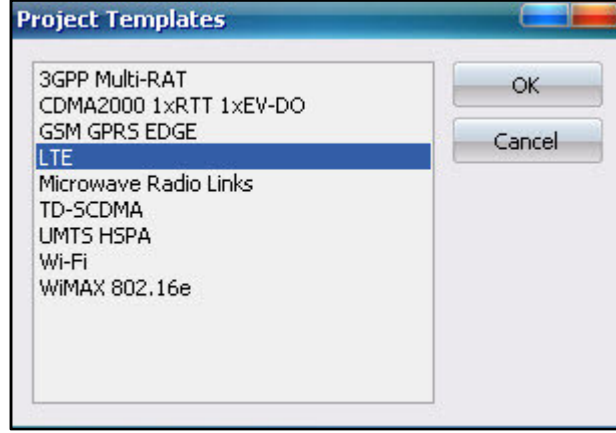 Project Templates
3GPP Multi-RAT
CDMA2000 1xRTT 1xEV-DO
GSM GPRS EDGE
LTE
Microwave Radio Links
TD-SCDMA
UMTS HSPA
Wi-Fi
WiMAX 802.16e
OK
Cancel